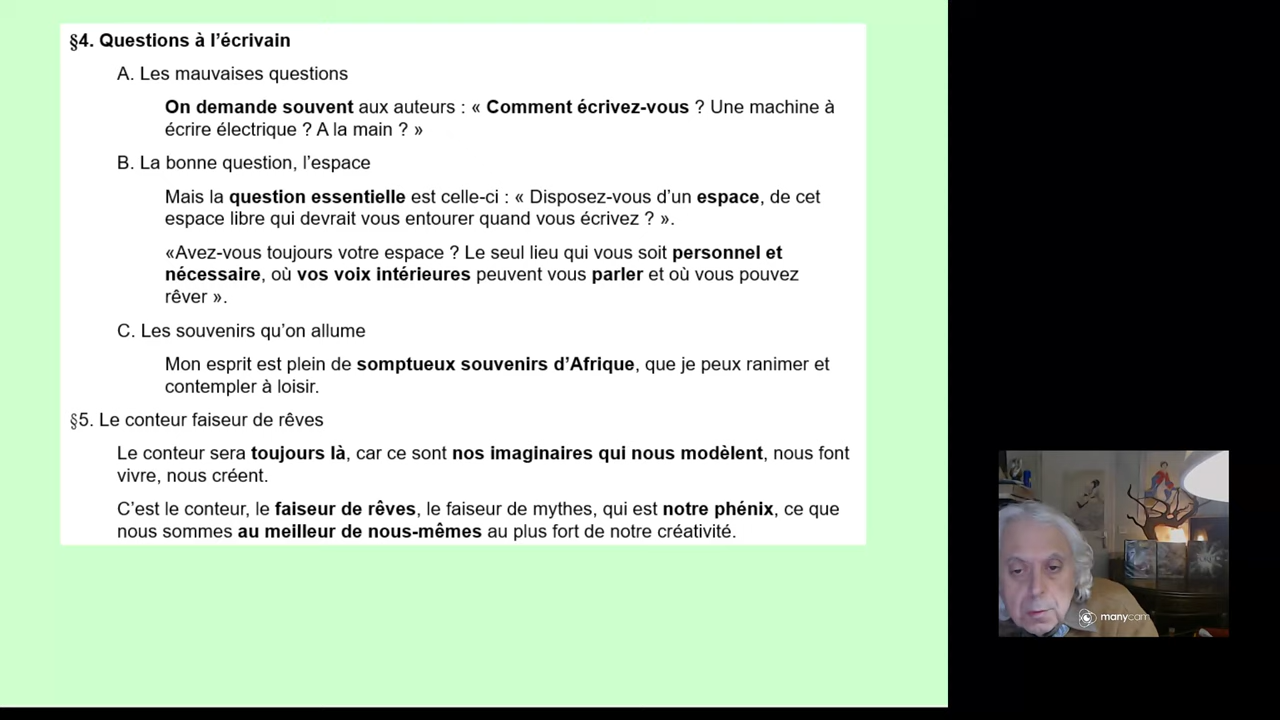 §4. Questions à l’écrivain
A. Les mauvaises questions
On demande souvent aux auteurs : « Comment écrivez-vous ? Une machine à
écrire électrique ? A la main ? »
B. La bonne question, l’espace
Mais la question essentielle est celle-ci : « Disposez-vous d’un espace, de cet
espace libre qui devrait vous entourer quand vous écrivez ? ».
«Avez-vous toujours votre espace ? Le seul lieu qui vous soit personnel et
nécessaire, où vos voix intérieures peuvent vous parler et où vous pouvez
rêver ».
C. Les souvenirs qu’on allume
Mon esprit est plein de somptueux souvenirs d’Afrique, que je peux ranimer et
contempler à loisir.
§5. Le conteur faiseur de rêves
Le conteur sera toujours là, car ce sont nos imaginaires qui nous modèlent, nous font
vivre, nous créent.
C’est le conteur, le faiseur de rêves, le faiseur de mythes, qui est notre phénix, ce que
nous sommes au meilleur de nous-mêmes au plus fort de notre créativité.
manycam